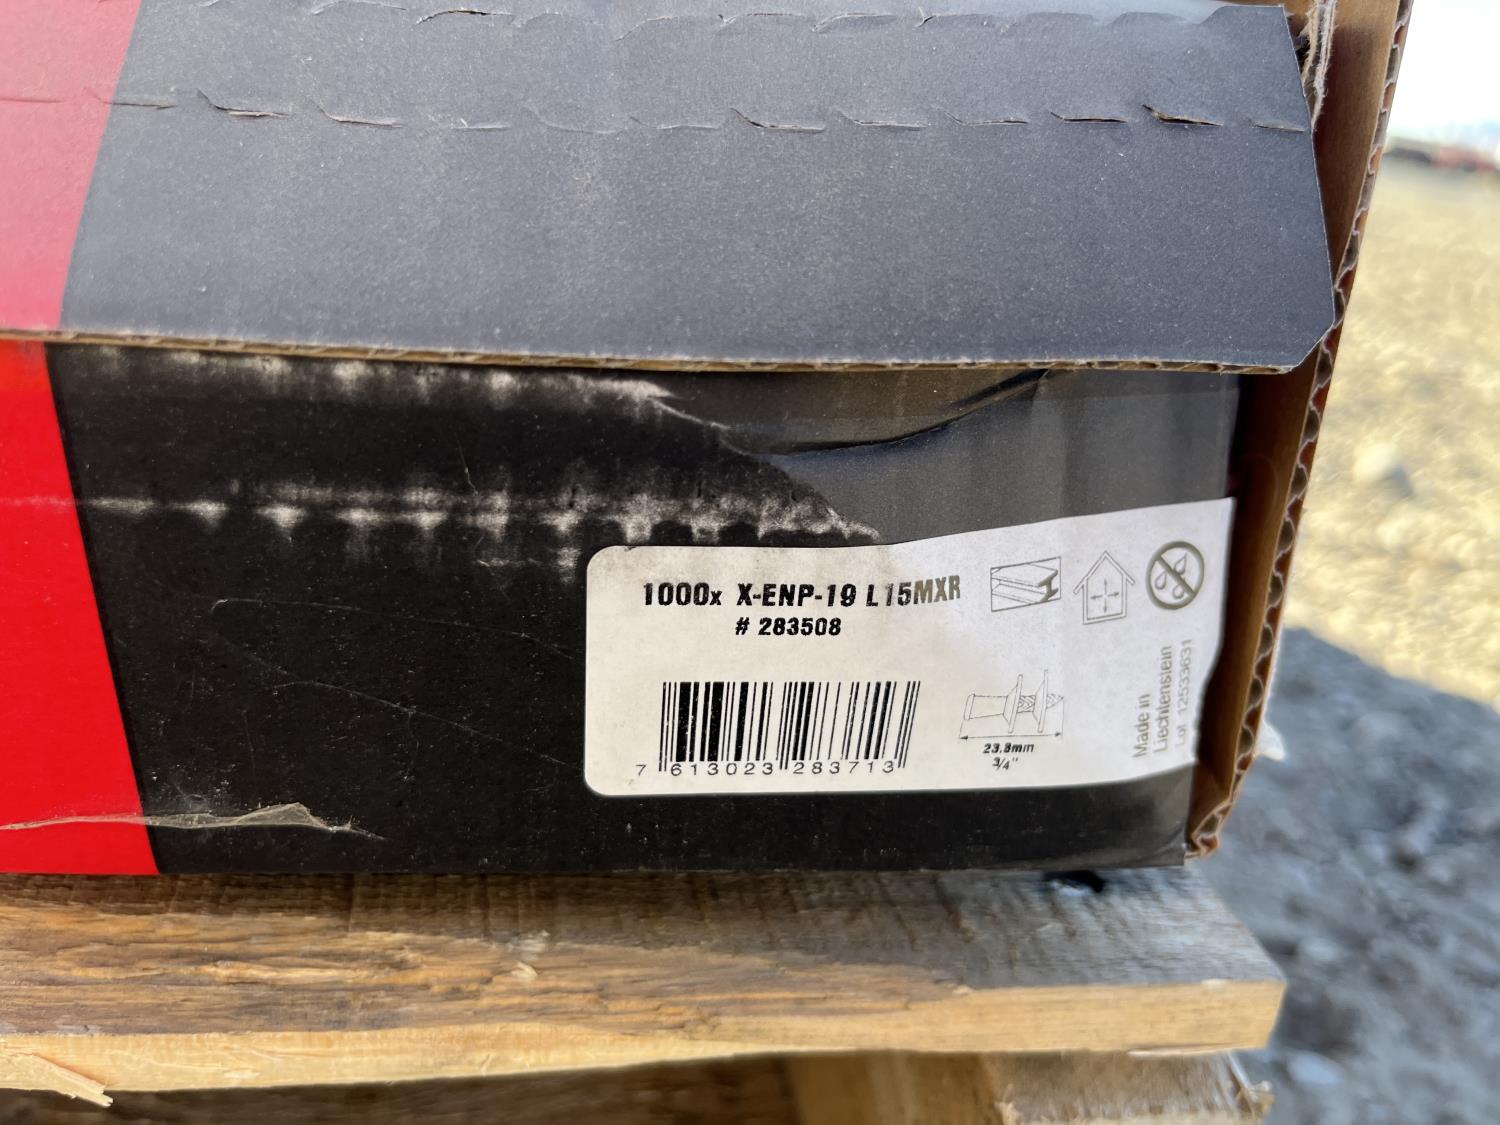 1000x X-ENP-19 L15MXR
# 283508
7 613023 283713
23.8mm
3/4"
Made in
Liechtenstein
Lot 12533631